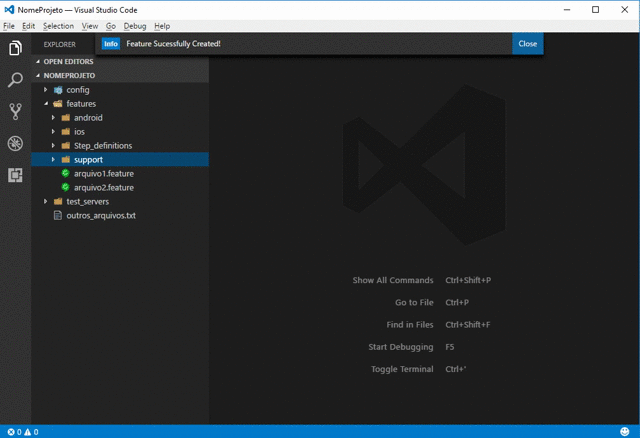 NomeProjeto — Visual Studio Code
File Edit Selection View Go Debug Help
EXPLORER
Info Feature Sucessfully Created! Close
OPEN EDITORS
NOMEPROJETO
config
features
android
ios
Step_definitions
support
arquivo1.feature
arquivo2.feature
test_servers
outros_arquivos.txt
Show All Commands Ctrl+Shift+P
Go to File Ctrl+P
Find in Files Ctrl+Shift+F
Start Debugging F5
Toggle Terminal Ctrl+'
0 0